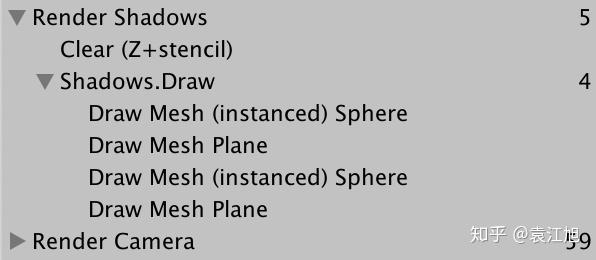 Render Shadows 5
Clear (Z+stencil)
Shadows.Draw 4
Draw Mesh (instanced) Sphere
Draw Mesh Plane
Draw Mesh (instanced) Sphere
Draw Mesh Plane
Render Camera 59
知乎 @袁江旭